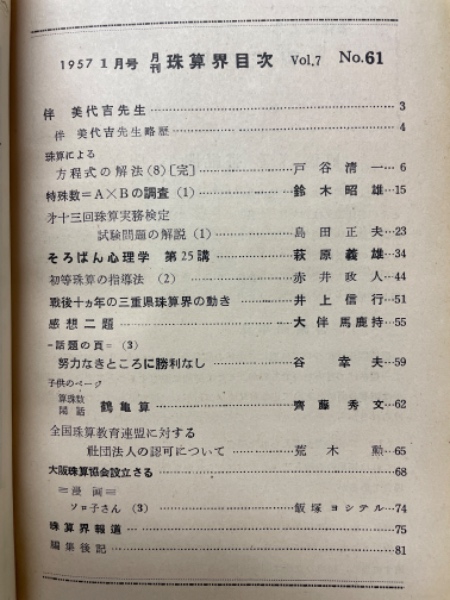 1957 1月号 月刊 珠算界目次 Vol,7 No.61
伴 美代吉先生 3
伴 美代吉先生略歴 4
珠算による
方程式の解法(8)[完] 戸谷清一 6
特殊数=A×Bの調査(1) 鈴木昭雄 15
才十三回珠算実務検定
試験問題の解説(1) 島田正夫 23
そろばん心理学 第25講 萩原義雄 34
初等珠算の指導法 (2) 赤井政人 44
戦後十ヵ年の三重県珠算界の動き 井上信行 51
感想二題 大伴馬鹿持 55
=話題の頁= (3)
努力なきところに勝利なし 谷幸夫 59
子供のページ
算珠数閑話 鶴亀算 齊藤秀文 62
全国珠算教育連盟に対する
社団法人の認可について 荒木勲 65
大阪珠算協会設立さる 68
=漫画=
ソロ子さん (3) 飯塚ヨシテル 74
珠算界報道 75
編集後記 81